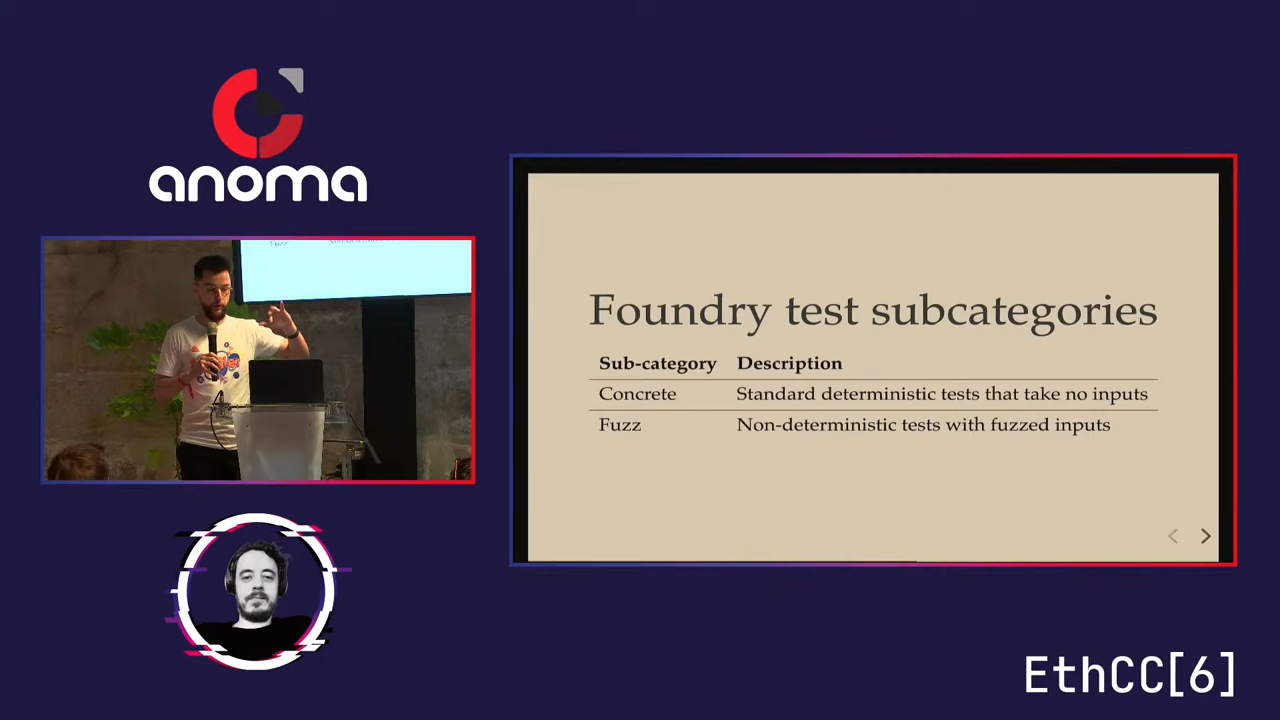 anoma
Fuzz
Foundry test subcategories
Sub-category Description
Concrete Standard deterministic tests that take no inputs
Fuzz Non-deterministic tests with fuzzed inputs
EthCC[6]